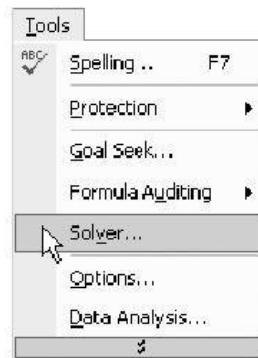 Tools
ABC
Spelling .. F7
Protection
Goal Seek...
Formula Auditing
Solver...
Options...
Data Analysis...